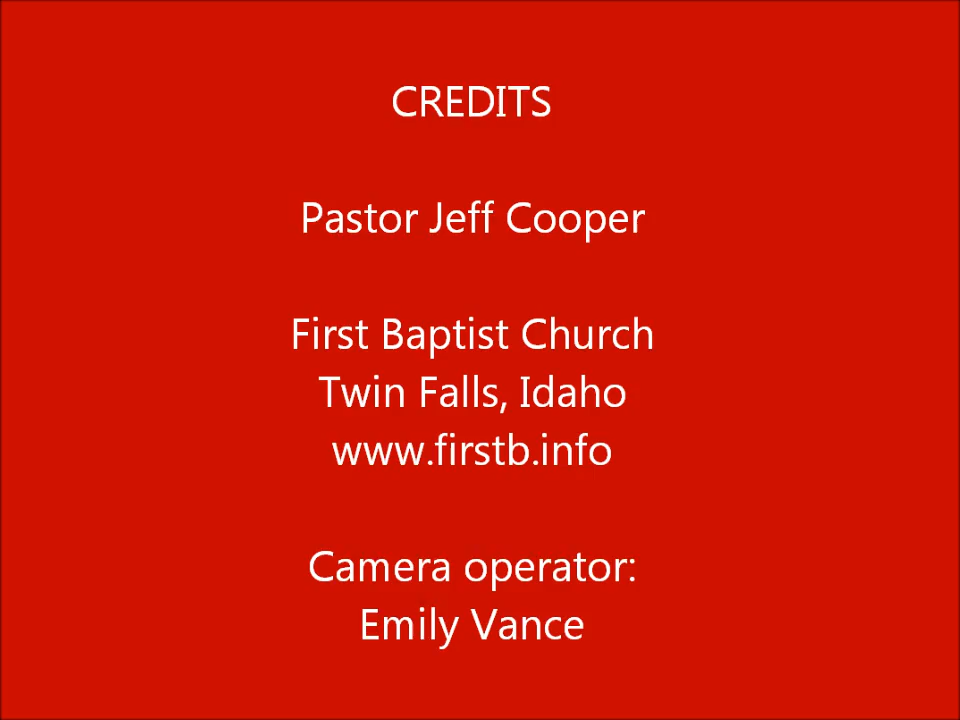 CREDITS
Pastor Jeff Cooper
First Baptist Church
Twin Falls, Idaho
www.firstb.info
Camera operator:
Emily Vance